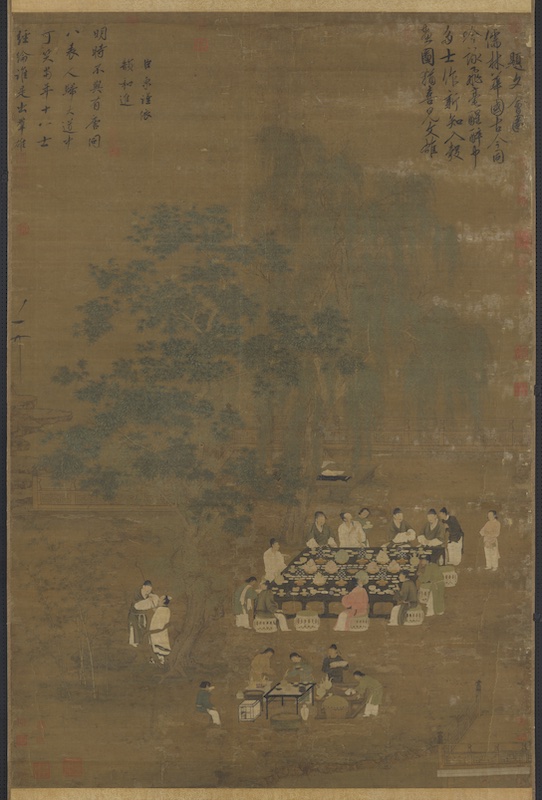 題文會圖
儒林華國古今同
吟詠飛毫醒醉中
多士作新知入彀
畫圖猶喜見文雄
臣京謹依
韻和進
明時不與有唐同
八表人歸大道中
可笑當年十八士
經綸誰是出羣雄